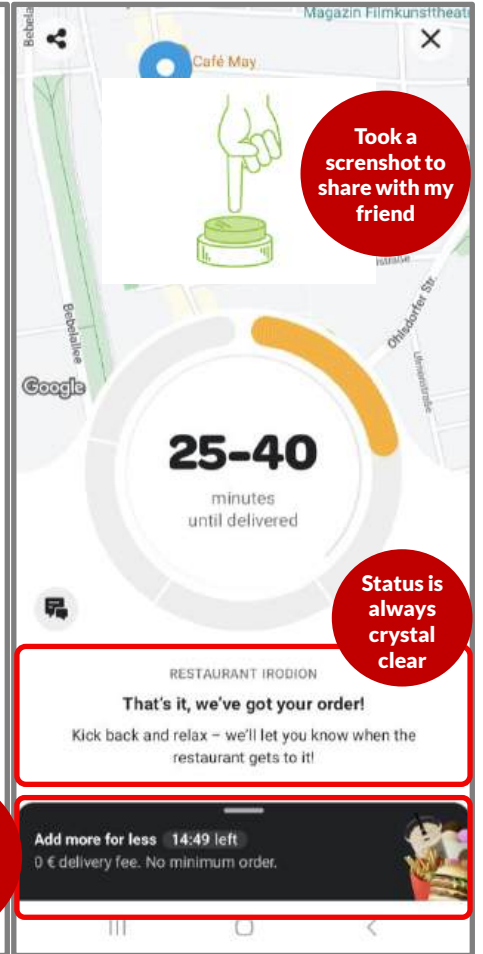 Magazin Filmkunsttheat
Bebela
Café May
Took a
screnshot to
share with my
friend
Ohlsdorfer Str.
Bebelallee
Ulmenstraße
Google
25–40
minutes
until delivered
Status is
always
crystal
clear
RESTAURANT IRODION
That's it, we've got your order!
Kick back and relax – we'll let you know when the
restaurant gets to it!
Add more for less 14:49 left
0 € delivery fee. No minimum order.